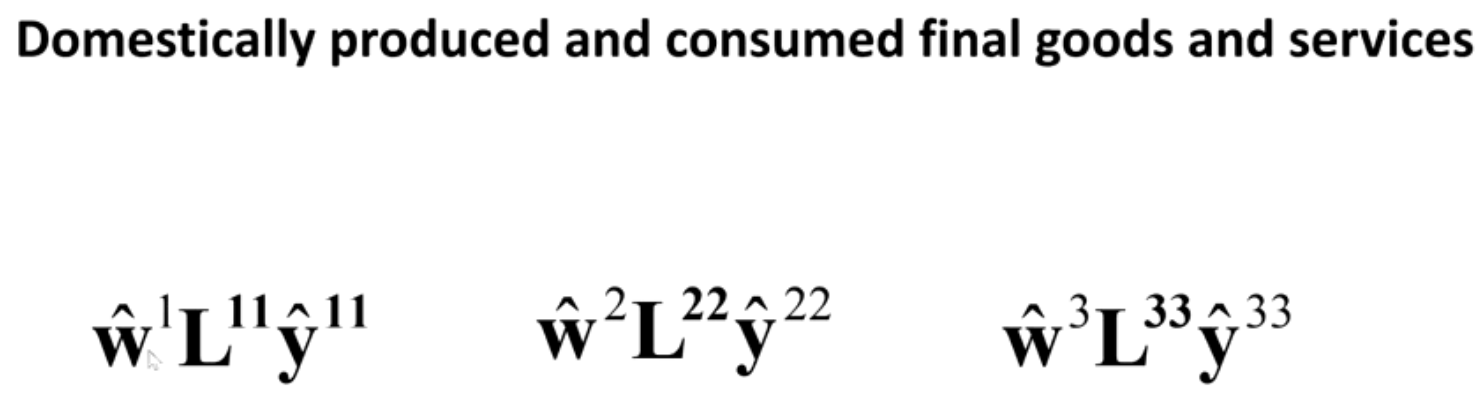 Domestically produced and consumed final goods and services
ŵ¹L¹¹ŷ¹¹ ŵ²L²²ŷ²² ŵ³L³³ŷ³³